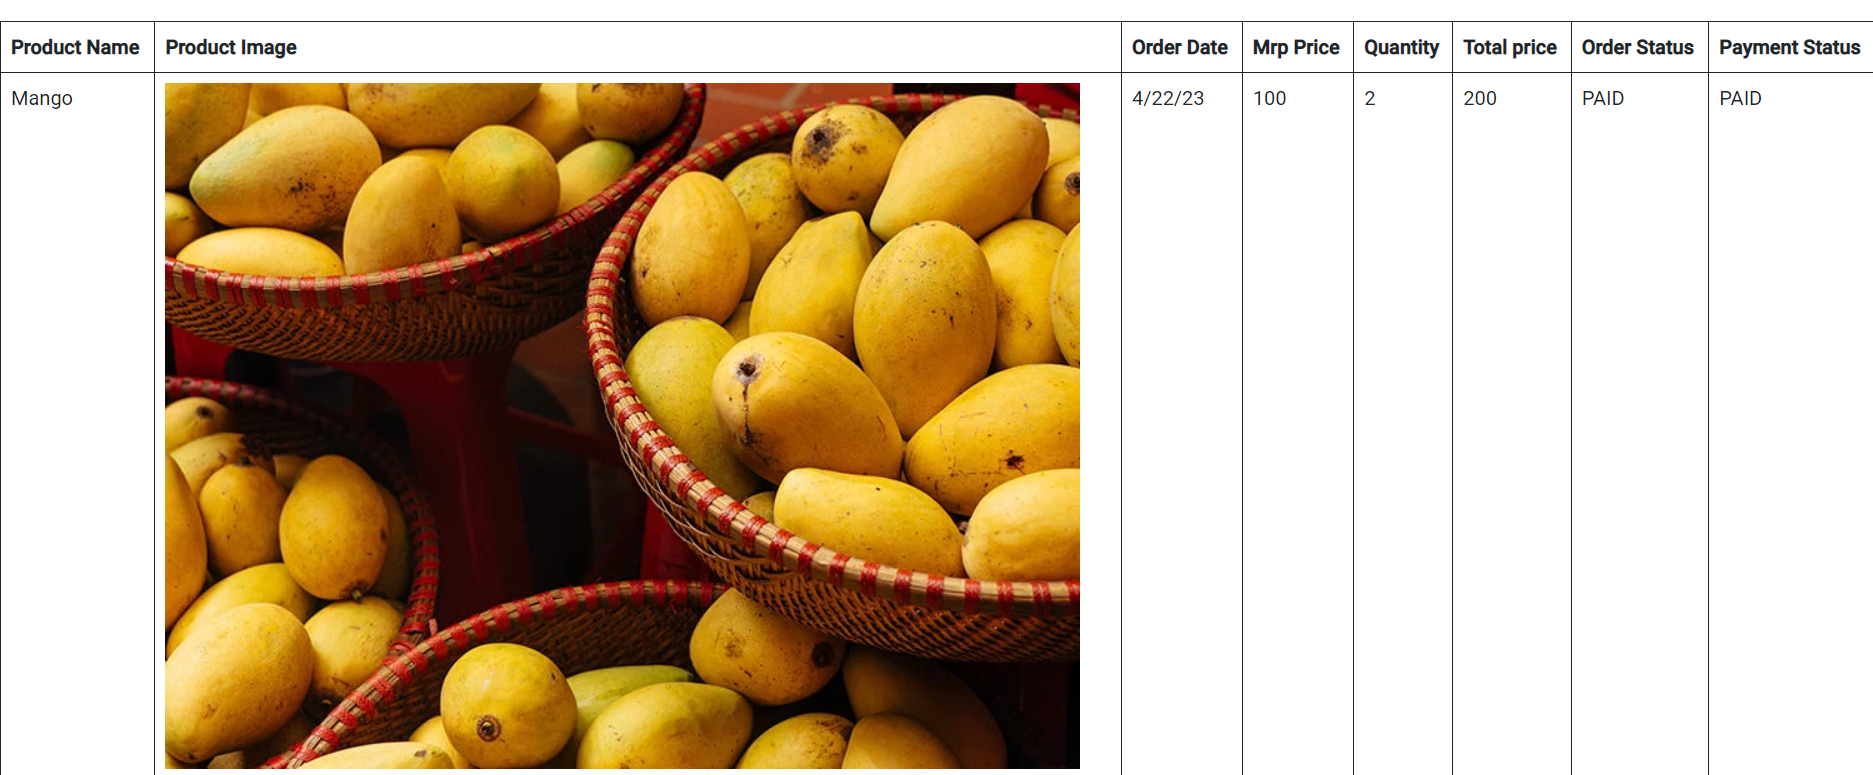 Product Name Product Image Order Date Mrp Price Quantity Total price Order Status Payment Status
Mango 4/22/23 100 2 200 PAID PAID